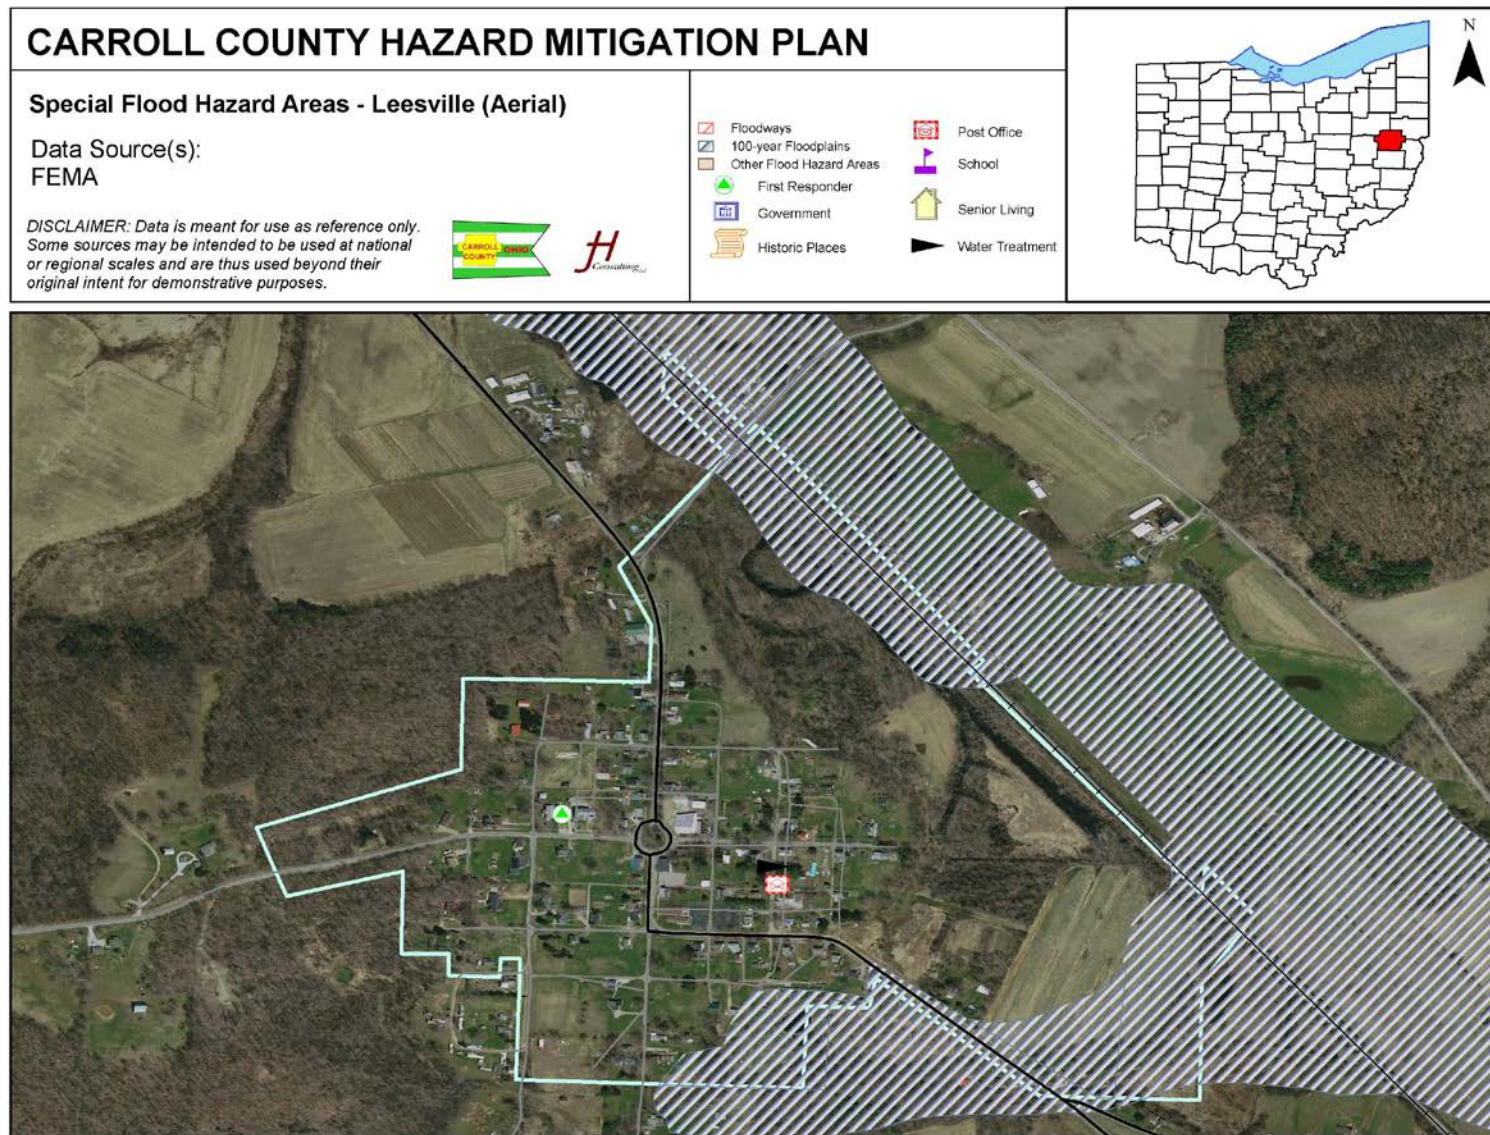 CARROLL COUNTY HAZARD MITIGATION PLAN
Special Flood Hazard Areas - Leesville (Aerial)
Data Source(s):
FEMA
DISCLAIMER: Data is meant for use as reference only.
Some sources may be intended to be used at national
or regional scales and are thus used beyond their
original intent for demonstrative purposes.
CARROLL
COUNTY
OHIO
JH
Consulting
Floodways
100-year Floodplains
Other Flood Hazard Areas
First Responder
Government
Historic Places
Post Office
School
Senior Living
Water Treatment
N